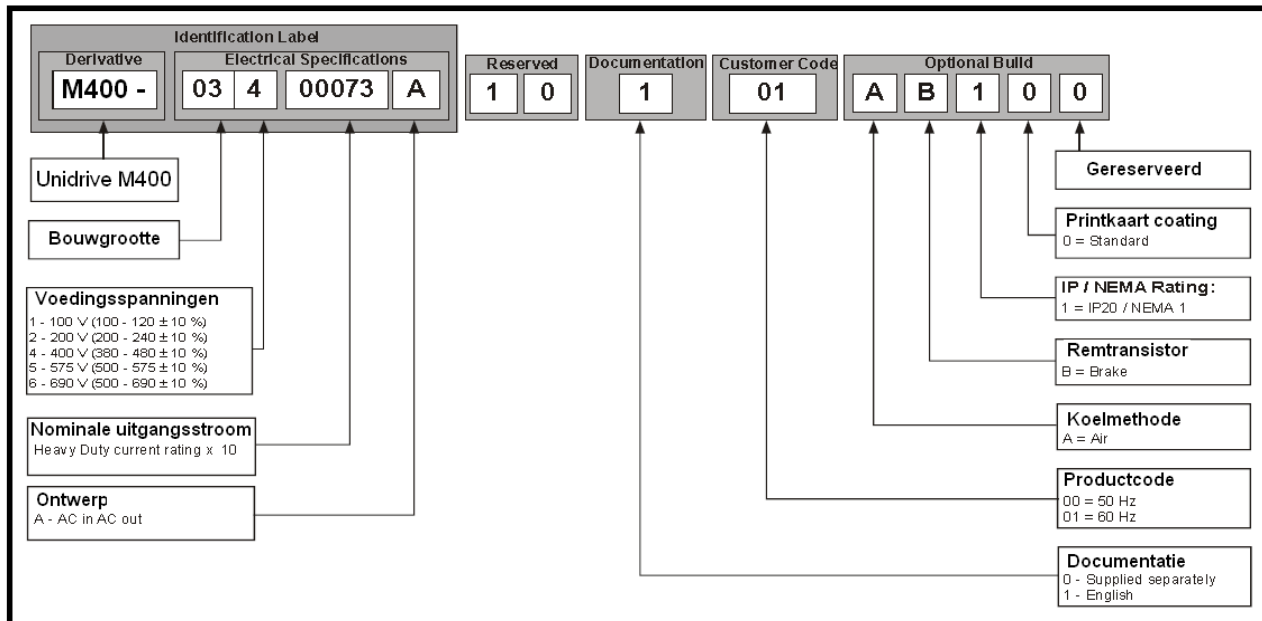 Identification Label
Derivative
Electrical Specifications
Reserved
Documentation
Customer Code
Optional Build
M400 -
03 4 00073 A
1 0
1
01
A B 1 0 0
Unidrive M400
Bouwgrootte
Voedingsspanningen
1 - 100 V (100 - 120 ± 10 %)
2 - 200 V (200 - 240 ± 10 %)
4 - 400 V (380 - 480 ± 10 %)
5 - 575 V (500 - 575 ± 10 %)
6 - 690 V (500 - 690 ± 10 %)
Nominale uitgangsstroom
Heavy Duty current rating x 10
Ontwerp
A - AC in AC out
Gereserveerd
Printkaart coating
0 = Standard
IP / NEMA Rating:
1 = IP20 / NEMA 1
Remtransistor
B = Brake
Koelmethode
A = Air
Productcode
00 = 50 Hz
01 = 60 Hz
Documentatie
0 - Supplied separately
1 - English